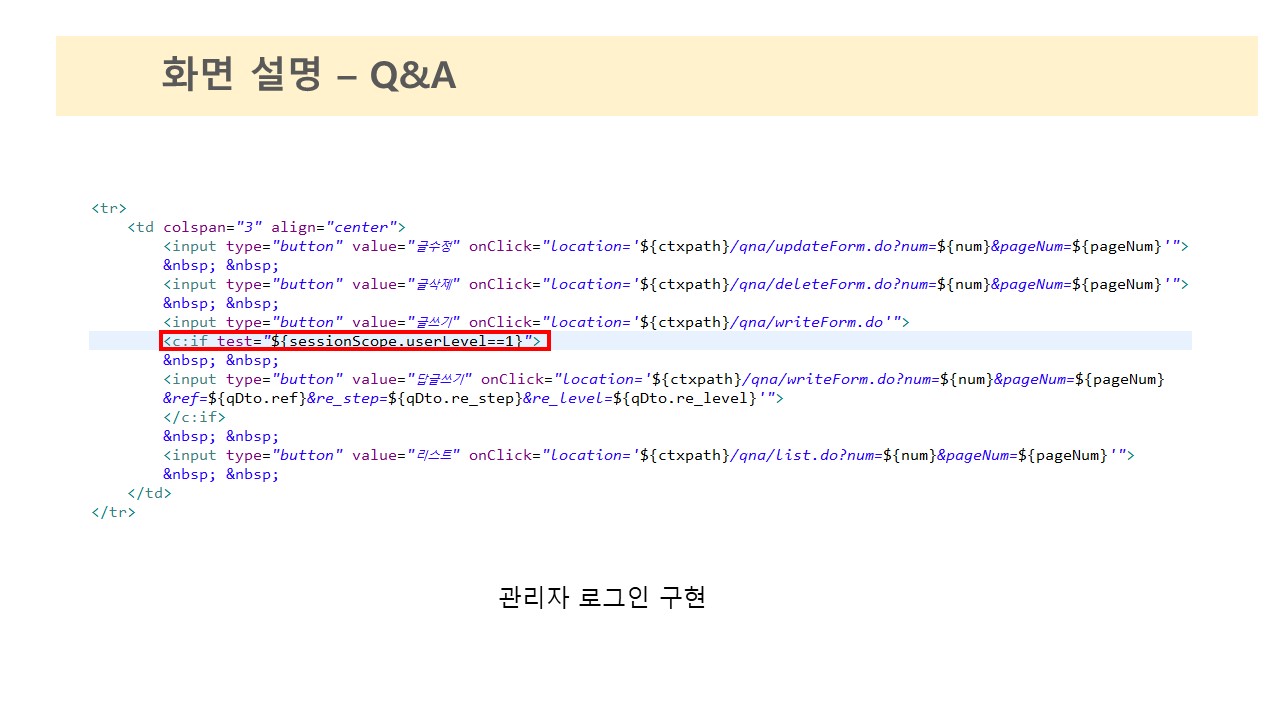 화면 설명 – Q&A
<tr>
<td colspan="3" align="center">
<input type="button" value="글수정" onClick="location='${ctxpath}/qna/updateForm.do?num=${num}&pageNum=${pageNum}'">
&nbsp; &nbsp;
<input type="button" value="글삭제" onClick="location='${ctxpath}/qna/deleteForm.do?num=${num}&pageNum=${pageNum}'">
&nbsp; &nbsp;
<input type="button" value="글쓰기" onClick="location='${ctxpath}/qna/writeForm.do'">
<c:if test="${sessionScope.userLevel==1}">
&nbsp; &nbsp;
<input type="button" value="답글쓰기" onClick="location='${ctxpath}/qna/writeForm.do?num=${num}&pageNum=${pageNum}
&ref=${qDto.ref}&re_step=${qDto.re_step}&re_level=${qDto.re_level}'">
</c:if>
&nbsp; &nbsp;
<input type="button" value="리스트" onClick="location='${ctxpath}/qna/list.do?num=${num}&pageNum=${pageNum}'">
&nbsp; &nbsp;
</td>
</tr>
관리자 로그인 구현